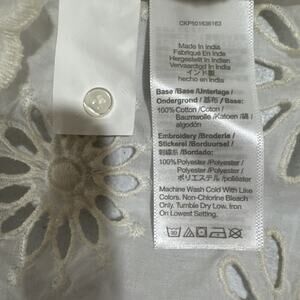 CKP501636163
Made In India
Fabriqué En Inde
Hergestellt In Indien
Vervaardigd In India
インド製
hecho en India
Base /Base /Unterlage /
Ondergrond / 基布 / Base:
100% Cotton / Coton /
Baumwolle / Katoen / 綿 /
algodón
Embroidery /Broderie /
Stickerei /Borduursel /
刺繍糸 /Bordado:
100%Polyester /Polyester /
Polyester /Polyester /
ポリエステル /poliéster
Machine Wash Cold With Like
Colors. Non-Chlorine Bleach
Only. Tumble Dry Low. Iron
On Lowest Setting.